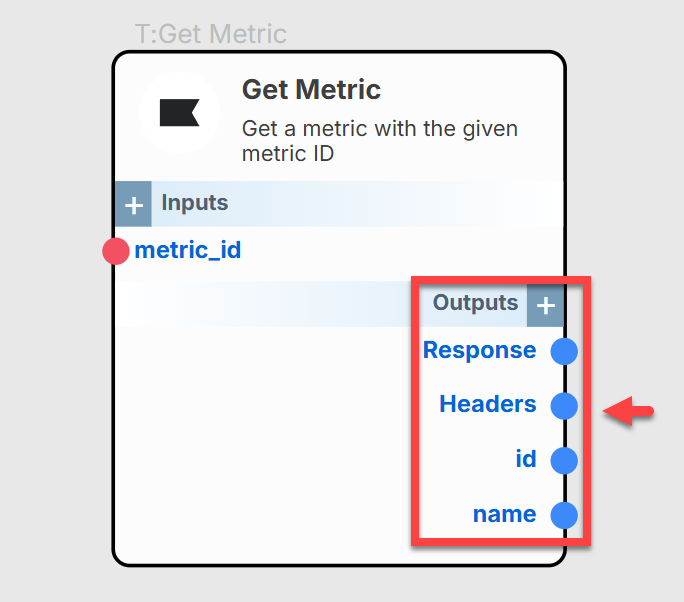 T:Get Metric
Get Metric
Get a metric with the given
metric ID
+ Inputs
metric_id
Outputs +
Response
Headers
id
name